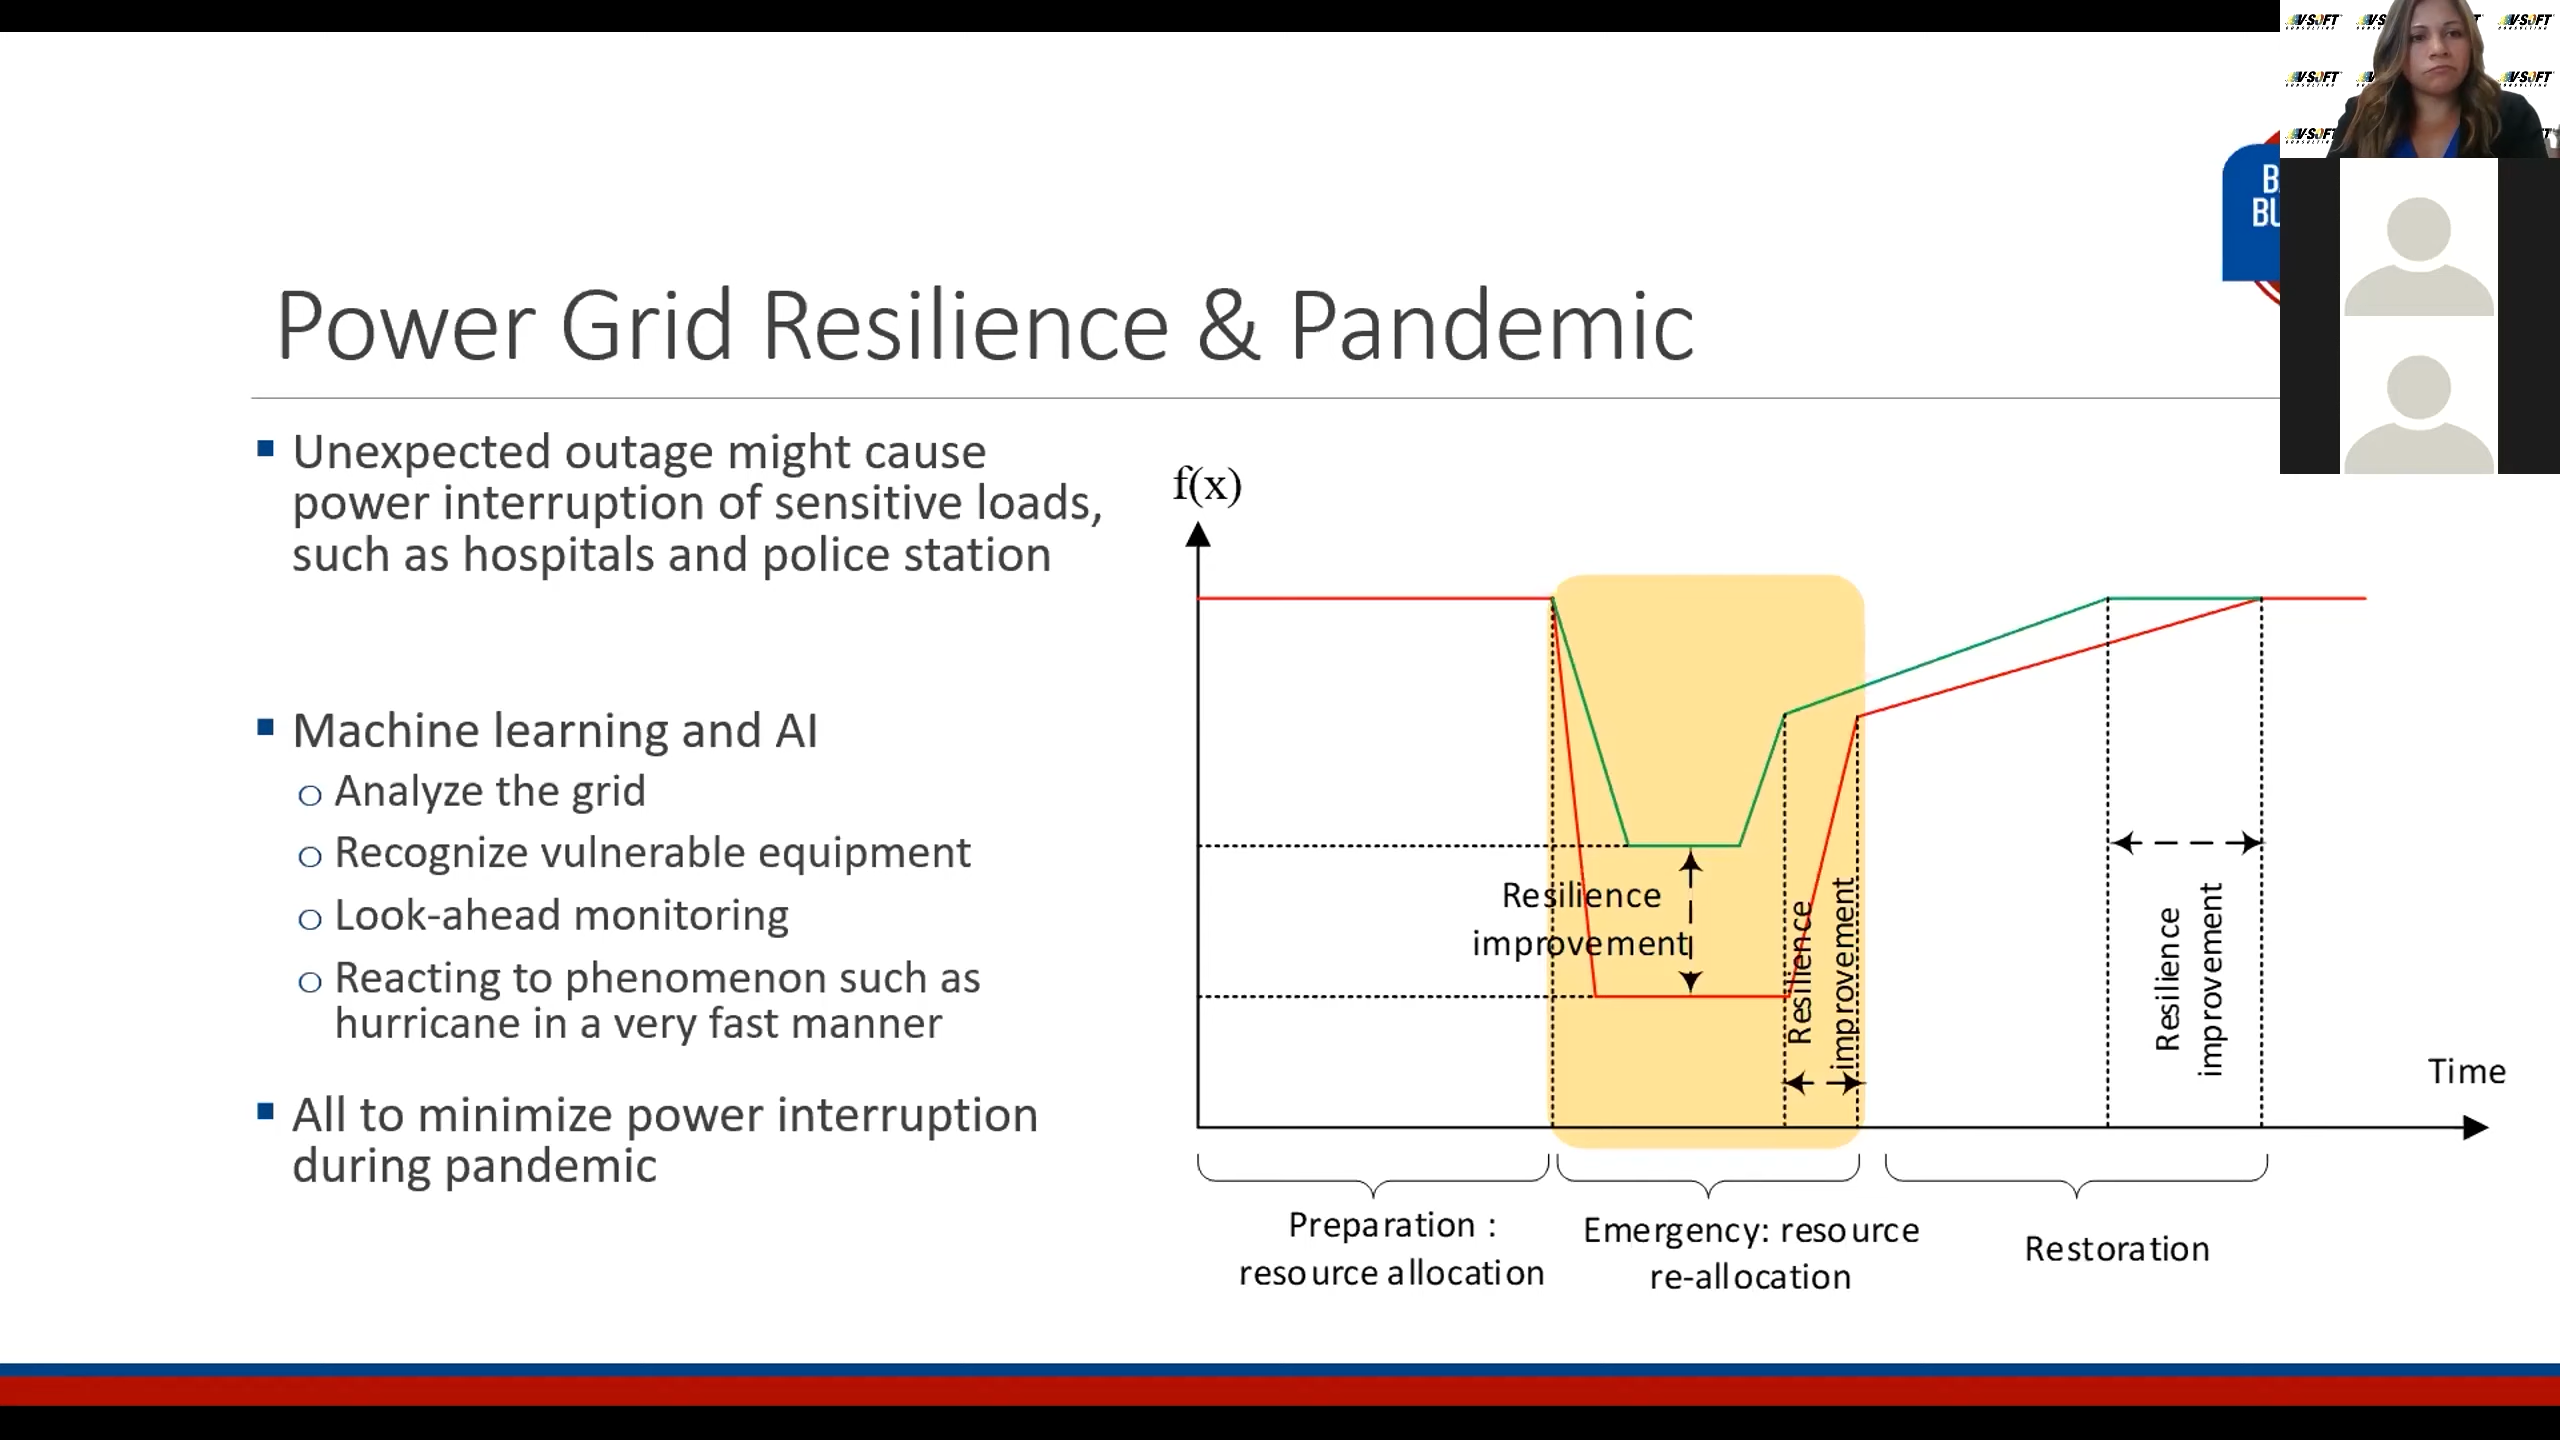 V-SOFT
CONSULTING
Power Grid Resilience & Pandemic
Unexpected outage might cause
power interruption of sensitive loads,
such as hospitals and police station
Machine learning and AI
Analyze the grid
Recognize vulnerable equipment
Look-ahead monitoring
Reacting to phenomenon such as
hurricane in a very fast manner
All to minimize power interruption
during pandemic
f(x)
Resilience
improvement
Resilience
improvement
Resilience
improvement
Time
Preparation :
resource allocation
Emergency: resource
re-allocation
Restoration